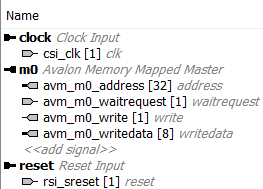 Name
clock Clock Input
csi_clk [1] clk
m0 Avalon Memory Mapped Master
avm_m0_address [32] address
avm_m0_waitrequest [1] waitrequest
avm_m0_write [1] write
avm_m0_writedata [8] writedata
<<add signal>>
reset Reset Input
rsi_sreset [1] reset